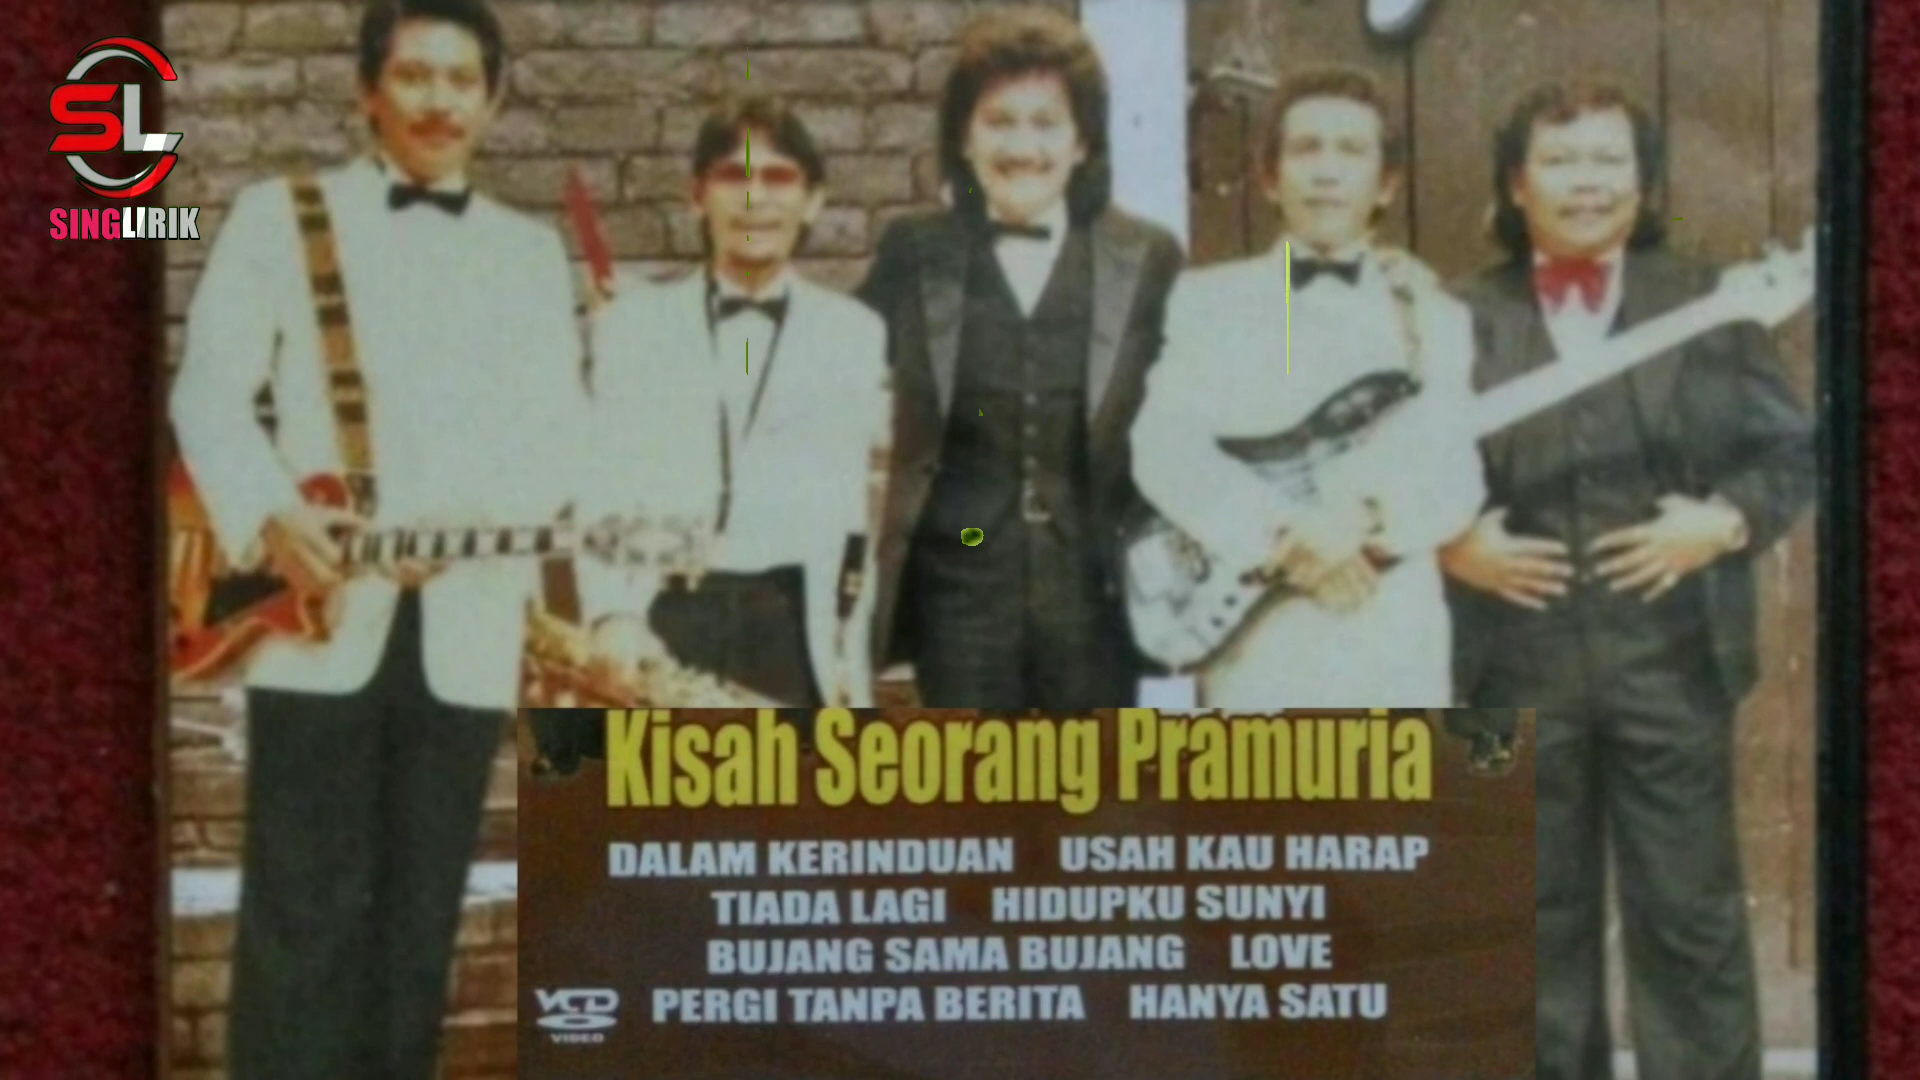 SL
SINGLIRIK
Kisah Seorang Pramuria
DALAM KERINDUAN USAH KAU HARAP
TIADA LAGI HIDUPKU SUNYI
BUJANG SAMA BUJANG LOVE
VCD PERGI TANPA BERITA HANYA SATU
VIDEO